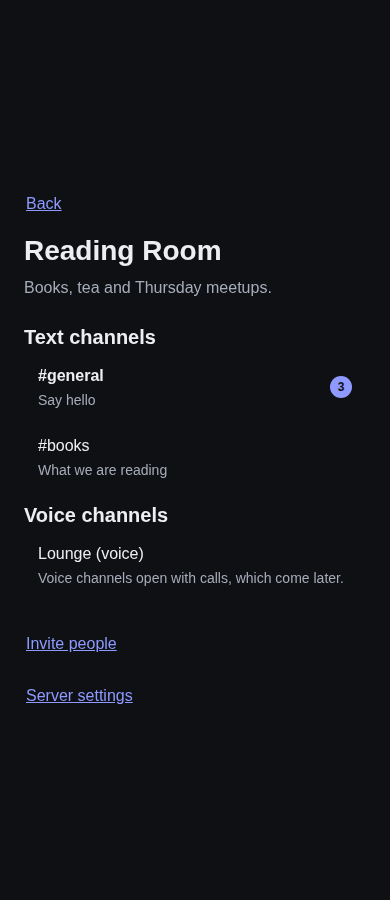 Back
Reading Room
Books, tea and Thursday meetups.
Text channels
#general
3
Say hello
#books
What we are reading
Voice channels
Lounge (voice)
Voice channels open with calls, which come later.
Invite people
Server settings